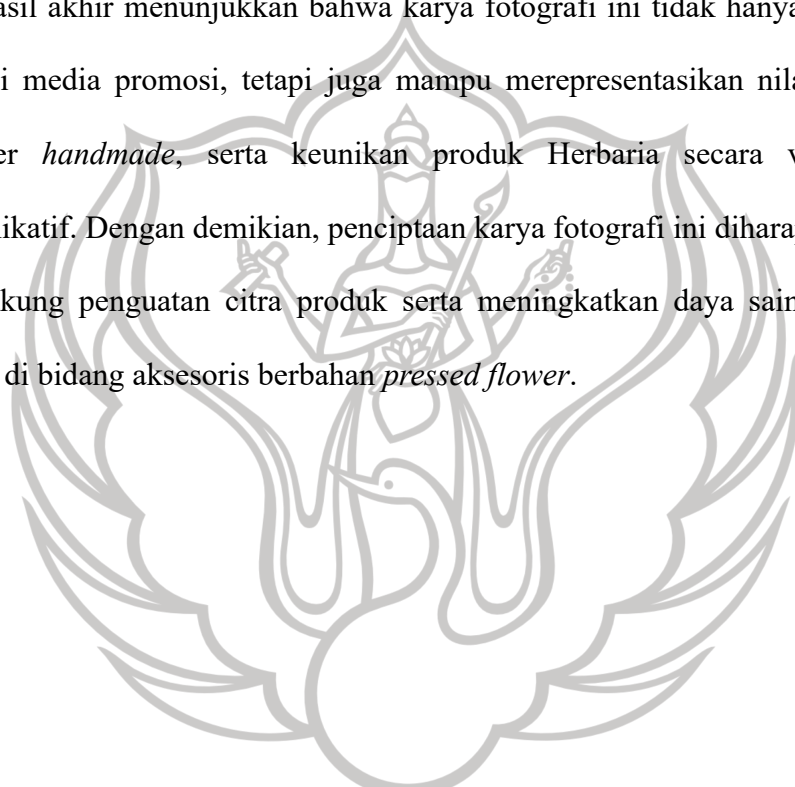 asil akhir menunjukkan bahwa karya fotografi ini tidak hanya
i media promosi, tetapi juga mampu merepresentasikan nila
er handmade, serta keunikan produk Herbaria secara v
ikatif. Dengan demikian, penciptaan karya fotografi ini dihara
kung penguatan citra produk serta meningkatkan daya sain
di bidang aksesoris berbahan pressed flower.